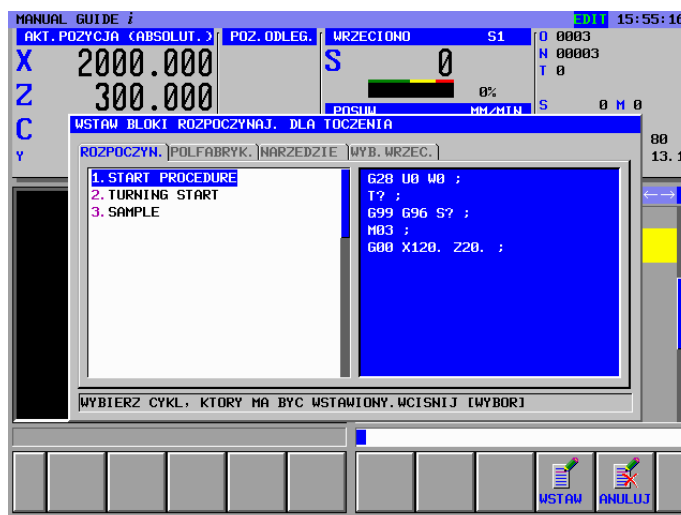 MANUAL GUIDE i EDIT 15:55:16
AKT.POZYCJA (ABSOLUT.) POZ.ODLEG. WRZECIONO S1 O 0003
X 2000.000 S 0 N 00003
T 0
Z 300.000 0% S 0 M 0
POSUW MM/MIN
C WSTAW BLOKI ROZPOCZYNAJ. DLA TOCZENIA 80
Y ROZPOCZYN. POLFABRYK. NARZEDZIE WYB.WRZEC. 13.1
1.START PROCEDURE G28 U0 W0 ;
2.TURNING START T? ;
3.SAMPLE G99 G96 S? ;
M03 ;
G00 X120. Z20. ;
WYBIERZ CYKL, KTORY MA BYC WSTAWIONY.WCISNIJ [WYBOR]
WSTAW ANULUJ